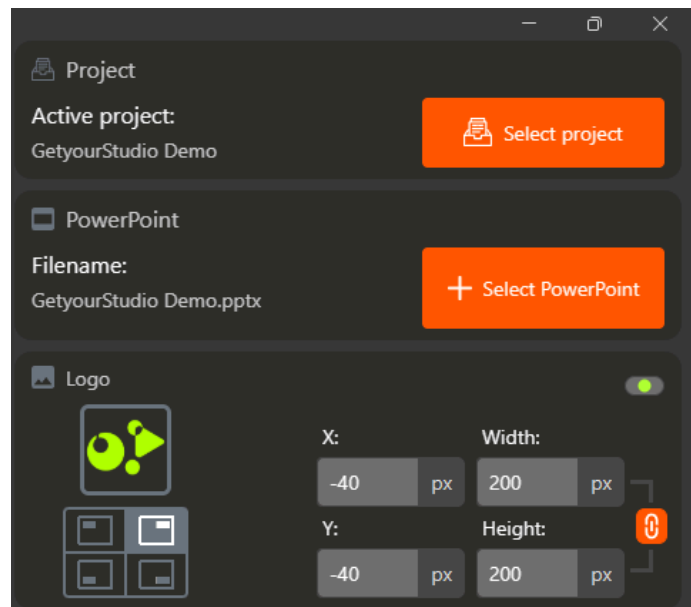 Project
Active project:
GetyourStudio Demo
Select project
PowerPoint
Filename:
GetyourStudio Demo.pptx
Select PowerPoint
Logo
X:
Width:
-40 px
200 px
Y:
Height:
-40 px
200 px